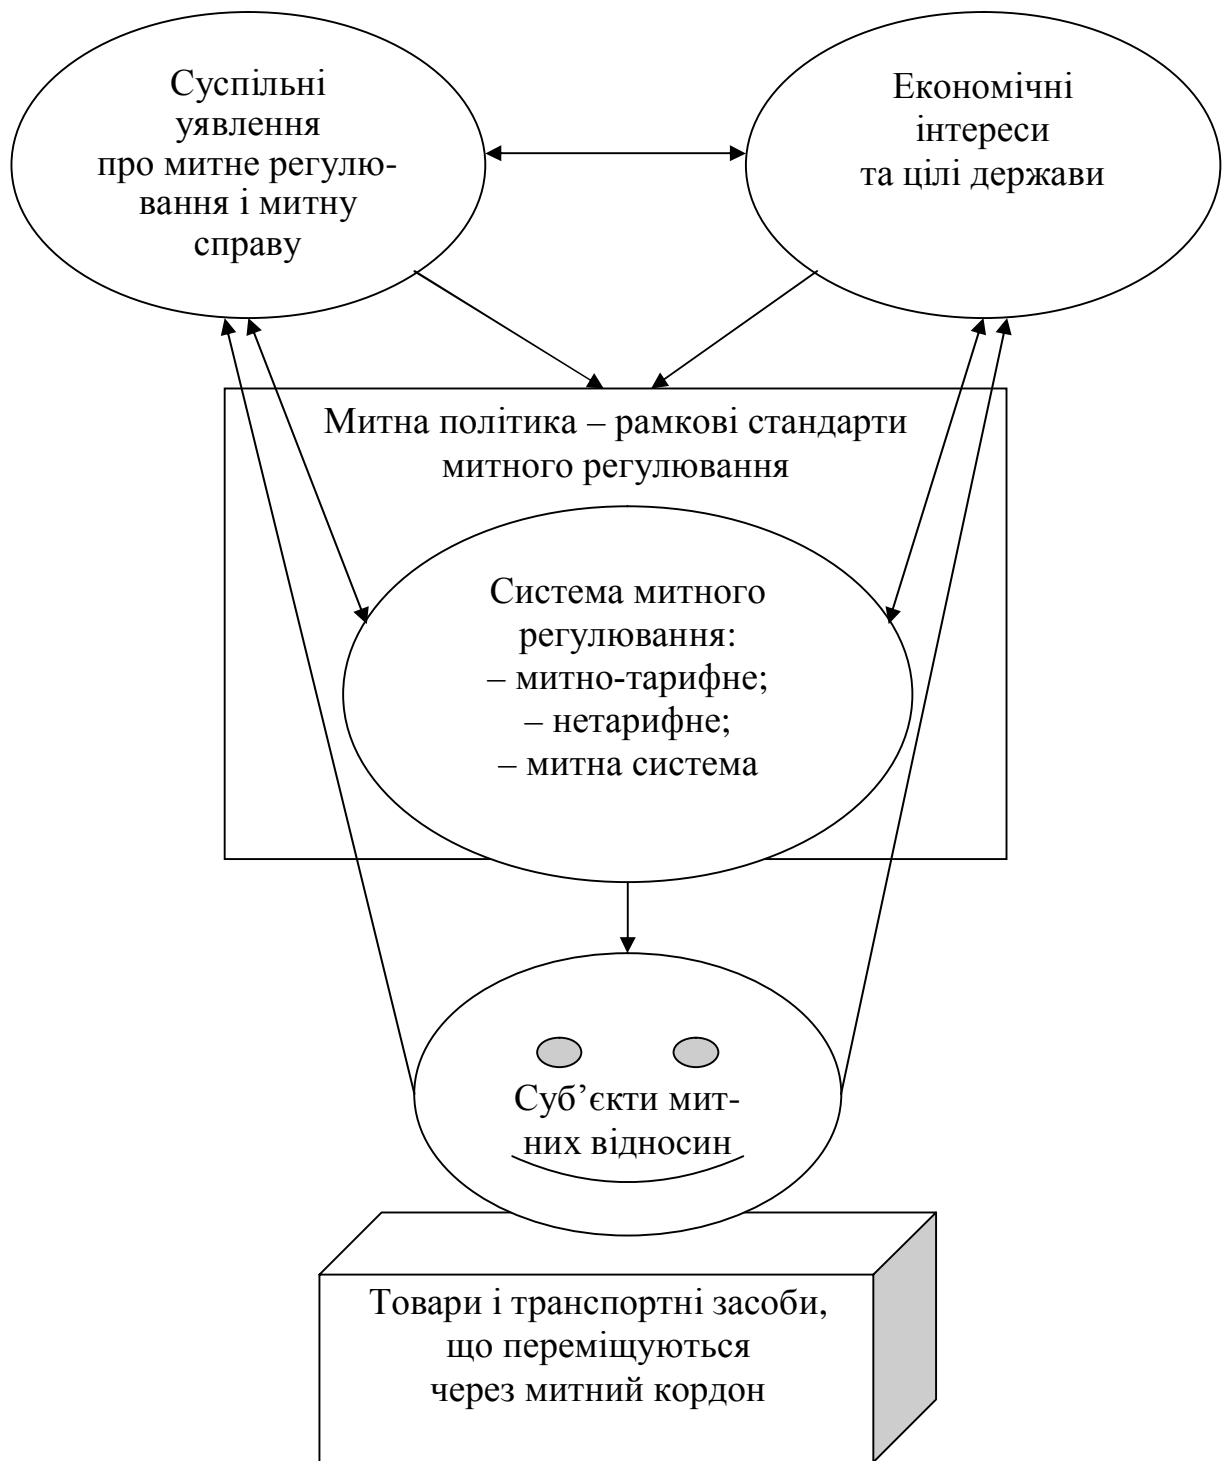 Суспільні
уявлення
про митне регулю-
вання і митну
справу
Економічні
інтереси
та цілі держави
Митна політика – рамкові стандарти
митного регулювання
Система митного
регулювання:
– митно-тарифне;
– нетарифне;
– митна система
Суб’єкти мит-
них відносин
Товари і транспортні засоби,
що переміщуються
через митний кордон